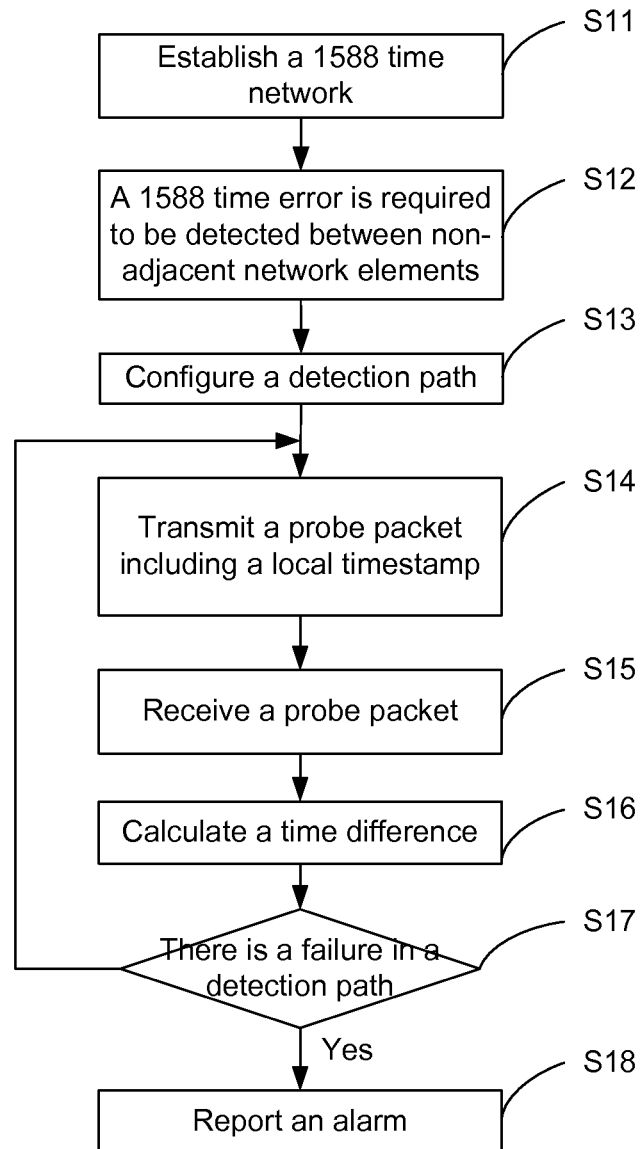 S11
Establish a 1588 time
network
S12
A 1588 time error is required
to be detected between non-
adjacent network elements
S13
Configure a detection path
S14
Transmit a probe packet
including a local timestamp
S15
Receive a probe packet
S16
Calculate a time difference
S17
There is a failure in a
detection path
Yes
S18
Report an alarm